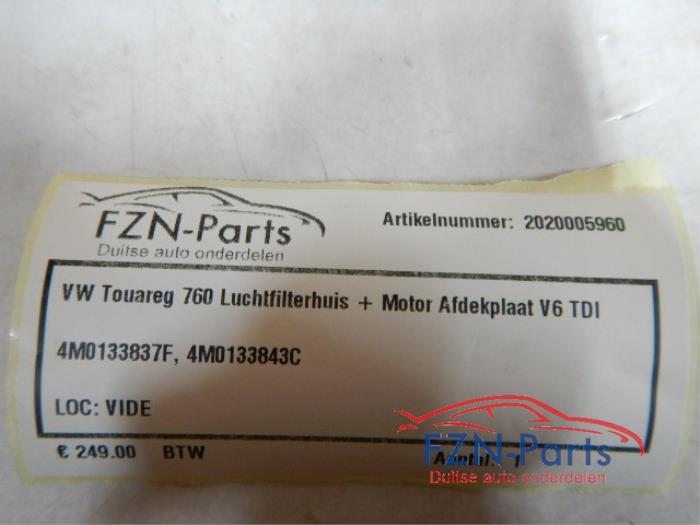 FZN-Parts
Duitse auto onderdelen
Artikelnummer: 2020005960
VW Touareg 760 Luchtfilterhuis + Motor Afdekplaat V6 TDI
4M0133837F, 4M0133843C
LOC: VIDE
€ 249.00 BTW
Aantal:
FZN-Parts
Duitse auto onderdelen